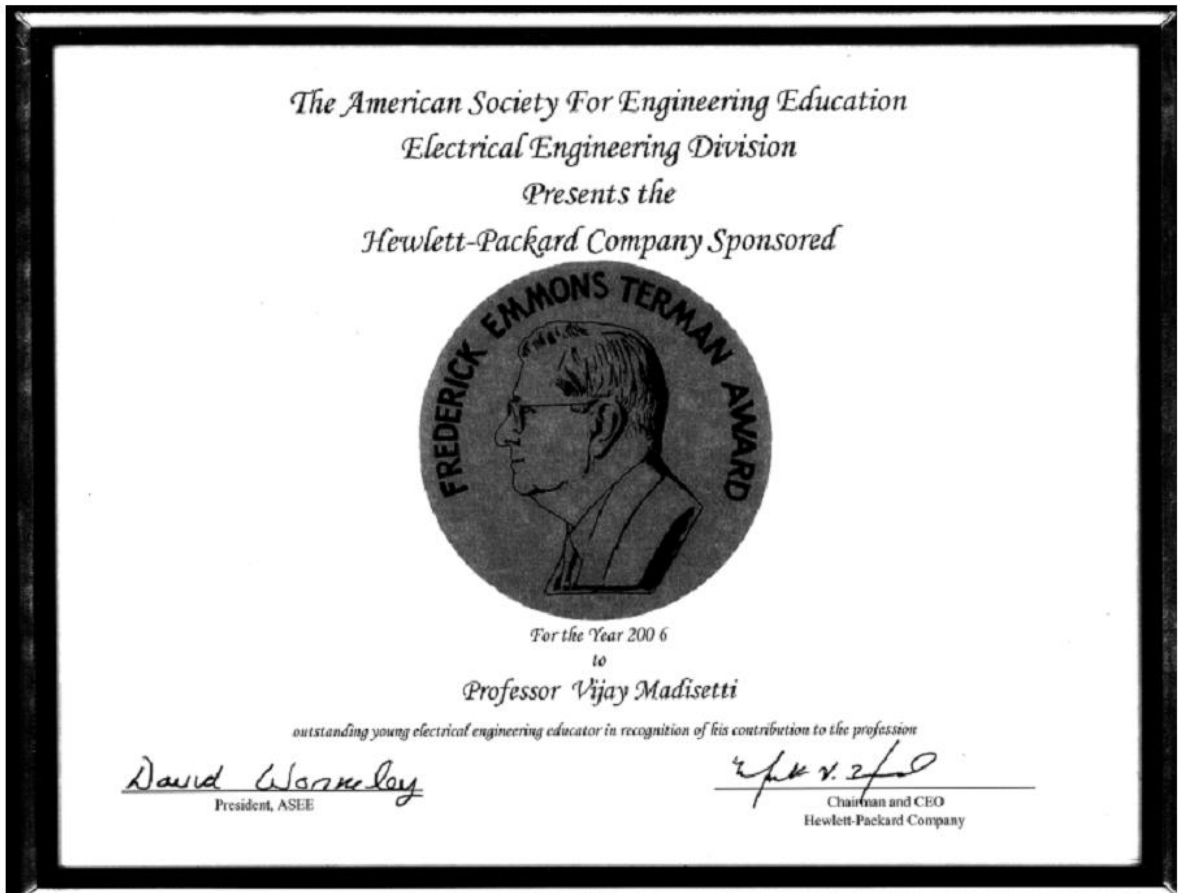 The American Society For Engineering Education
Electrical Engineering Division
Presents the
Hewlett-Packard Company Sponsored
FREDERICK EMMONS TERMAN AWARD
For the Year 200 6
to
Professor Vijay Madisetti
outstanding young electrical engineering educator in recognition of his contribution to the profession
David Wormley
President, ASEE
Chairman and CEO
Hewlett-Packard Company